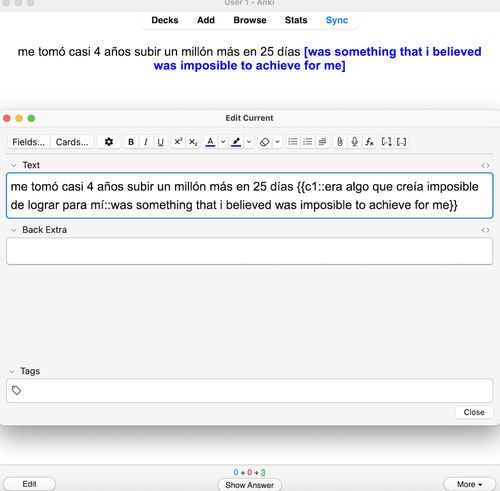 User 1 - Anki
Decks Add Browse Stats Sync
me tomó casi 4 años subir un millón más en 25 días [was something that i believed
was imposible to achieve for me]
Edit Current
Fields... Cards... B I U x² x₂ A fx
Text
me tomó casi 4 años subir un millón más en 25 días {{c1::era algo que creía imposible
de lograr para mí::was something that i believed was imposible to achieve for me}}
Back Extra
Tags
Close
0 + 0 + 3
Edit Show Answer More